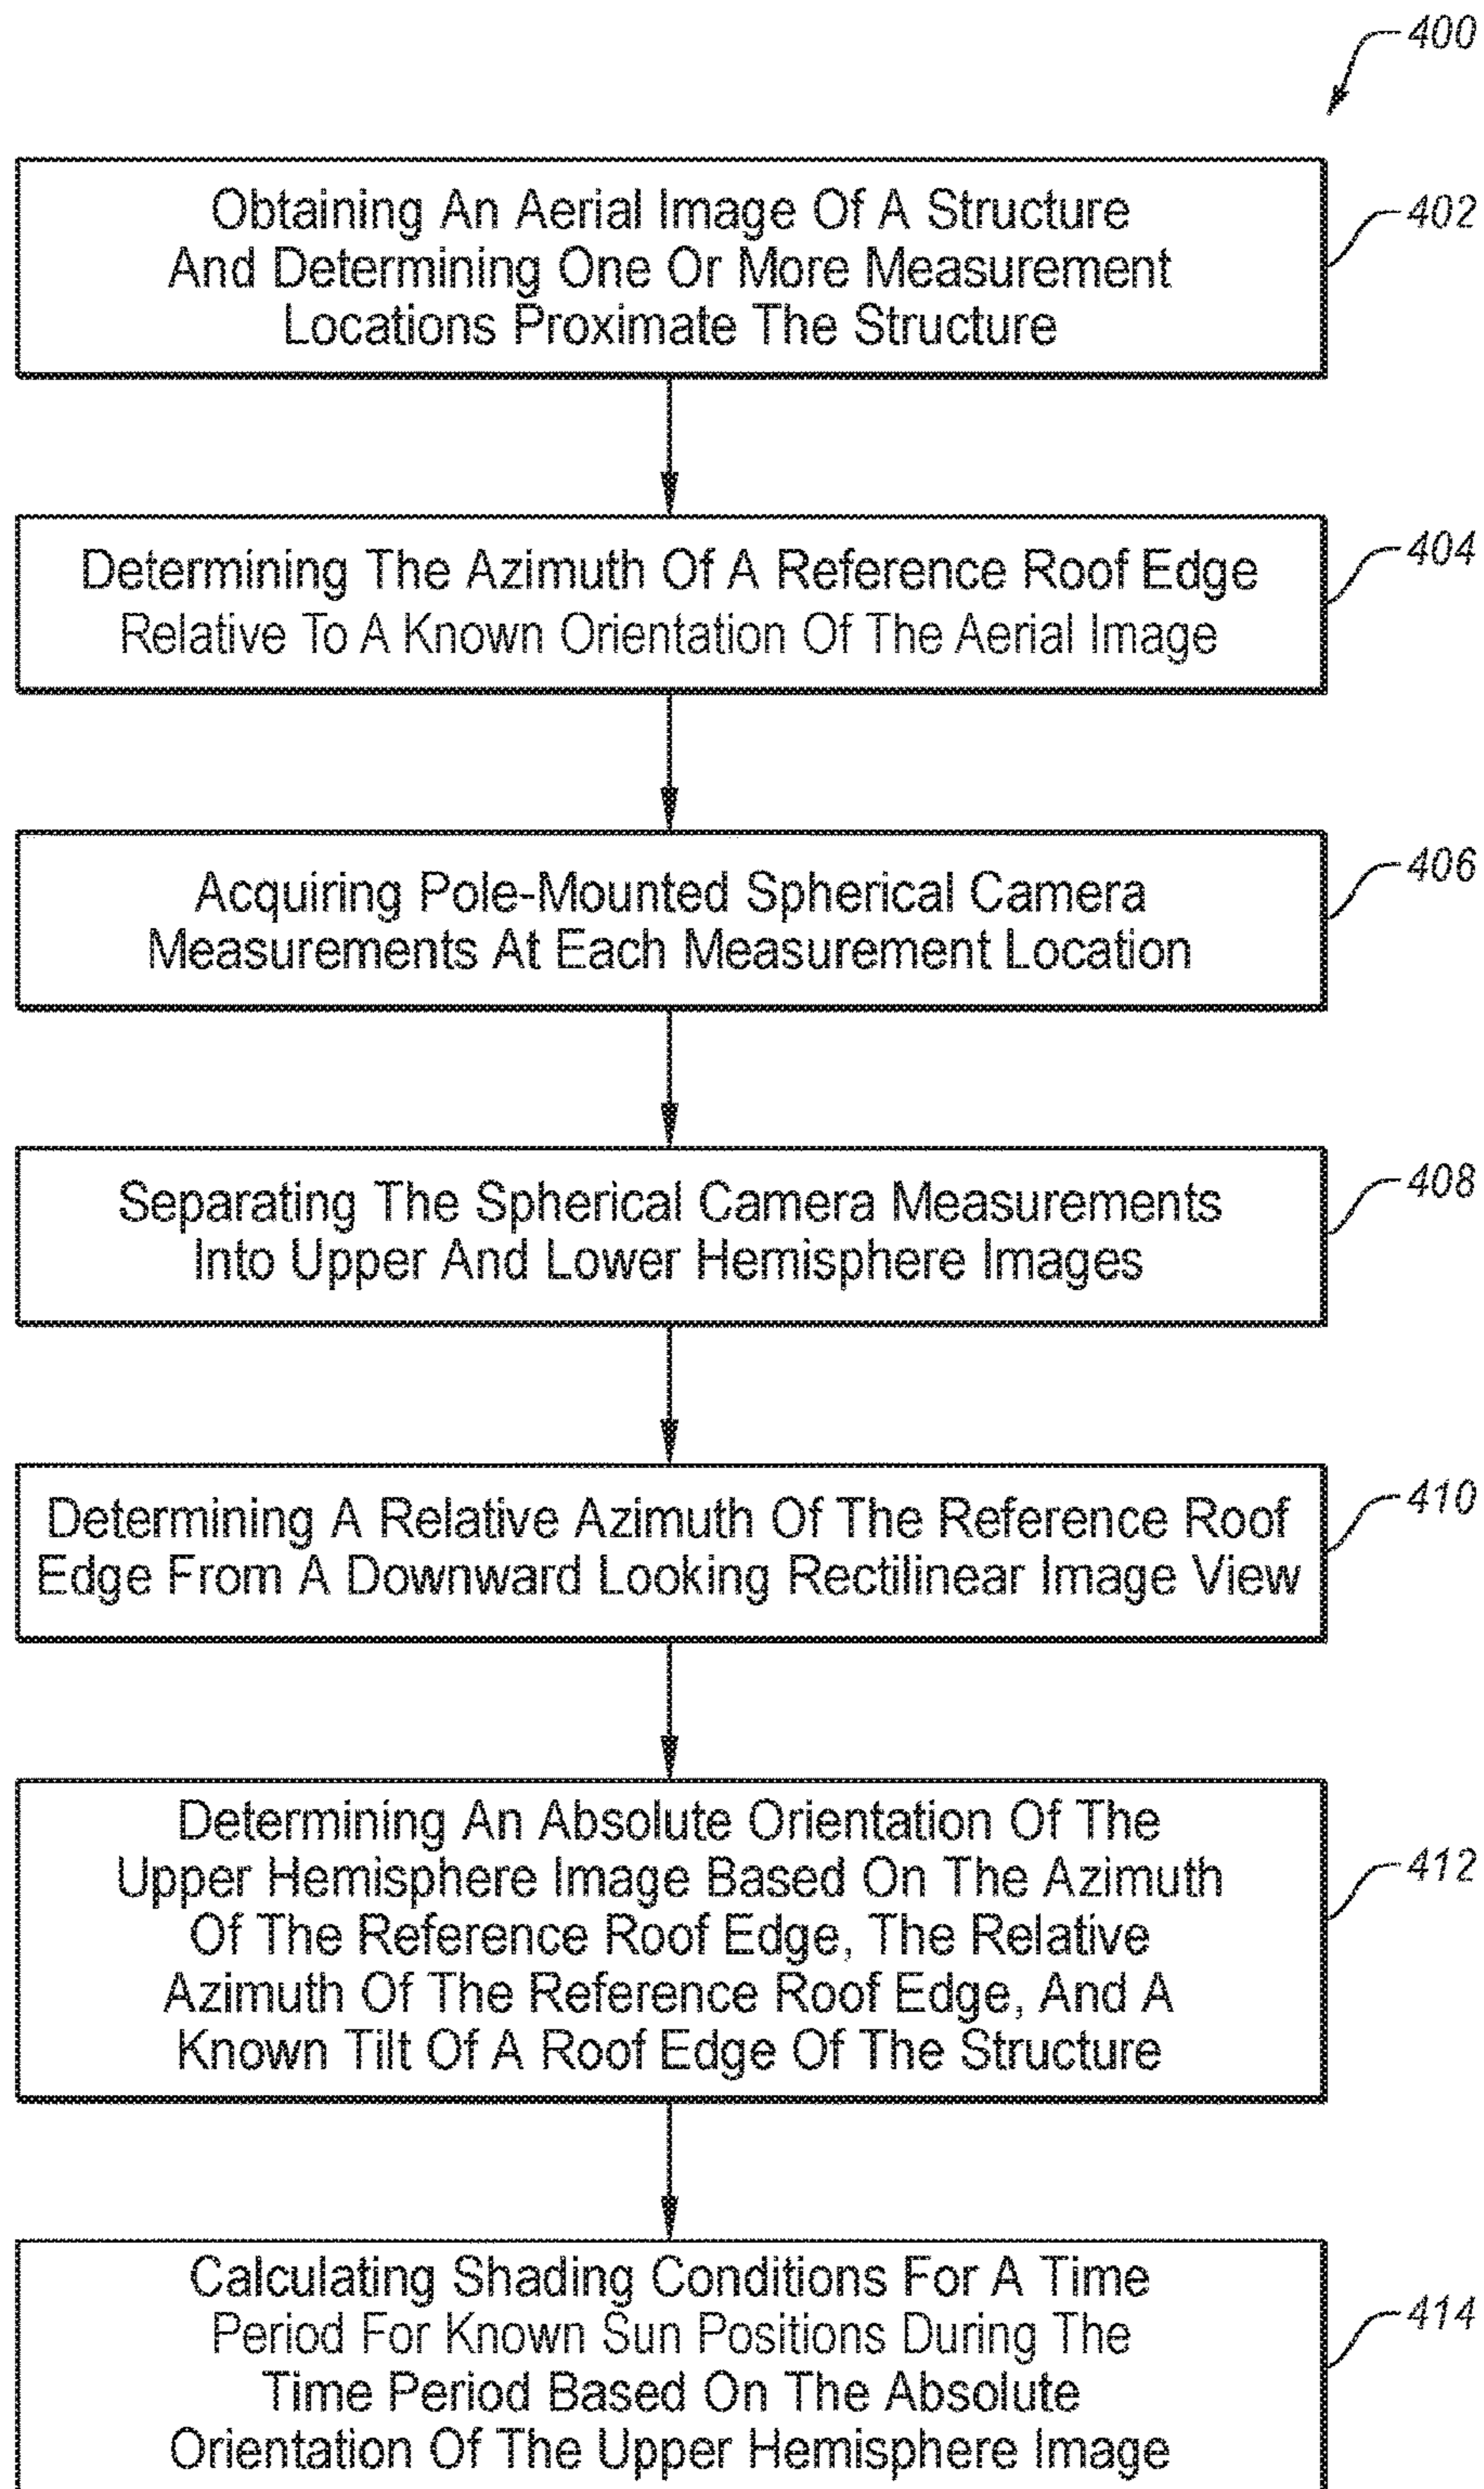 400
Obtaining An Aerial Image Of A Structure
And Determining One Or More Measurement
Locations Proximate The Structure
402
Determining The Azimuth Of A Reference Roof Edge
Relative To A Known Orientation Of The Aerial Image
404
Acquiring Pole-Mounted Spherical Camera
Measurements At Each Measurement Location
406
Separating The Spherical Camera Measurements
Into Upper And Lower Hemisphere Images
408
Determining A Relative Azimuth Of The Reference Roof
Edge From A Downward Looking Rectilinear Image View
410
Determining An Absolute Orientation Of The
Upper Hemisphere Image Based On The Azimuth
Of The Reference Roof Edge, The Relative
Azimuth Of The Reference Roof Edge, And A
Known Tilt Of A Roof Edge Of The Structure
412
Calculating Shading Conditions For A Time
Period For Known Sun Positions During The
Time Period Based On The Absolute
Orientation Of The Upper Hemisphere Image
414